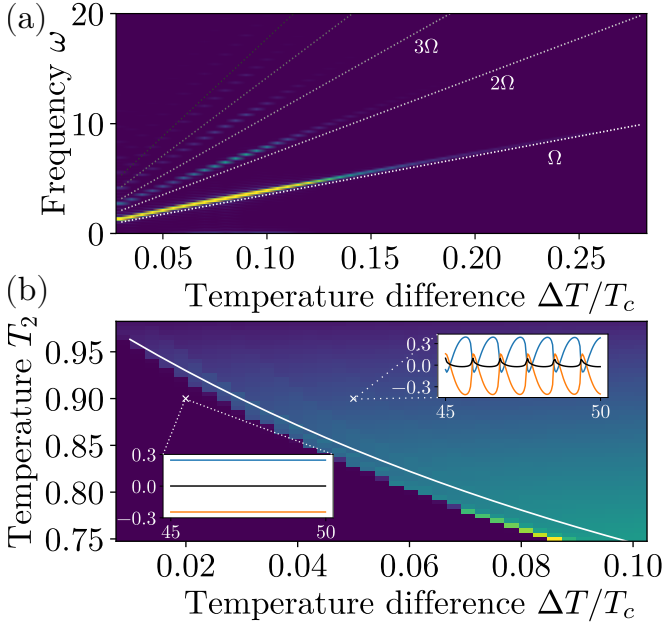 (a)
Frequency ω
20
10
0
3Ω
2Ω
Ω
0.05 0.10 0.15 0.20 0.25
Temperature difference ΔT/T_c
(b)
Temperature T_2
0.95
0.90
0.85
0.80
0.75
0.3
0.0
−0.3
45 50
0.3
0.0
−0.3
45 50
0.02 0.04 0.06 0.08 0.10
Temperature difference ΔT/T_c